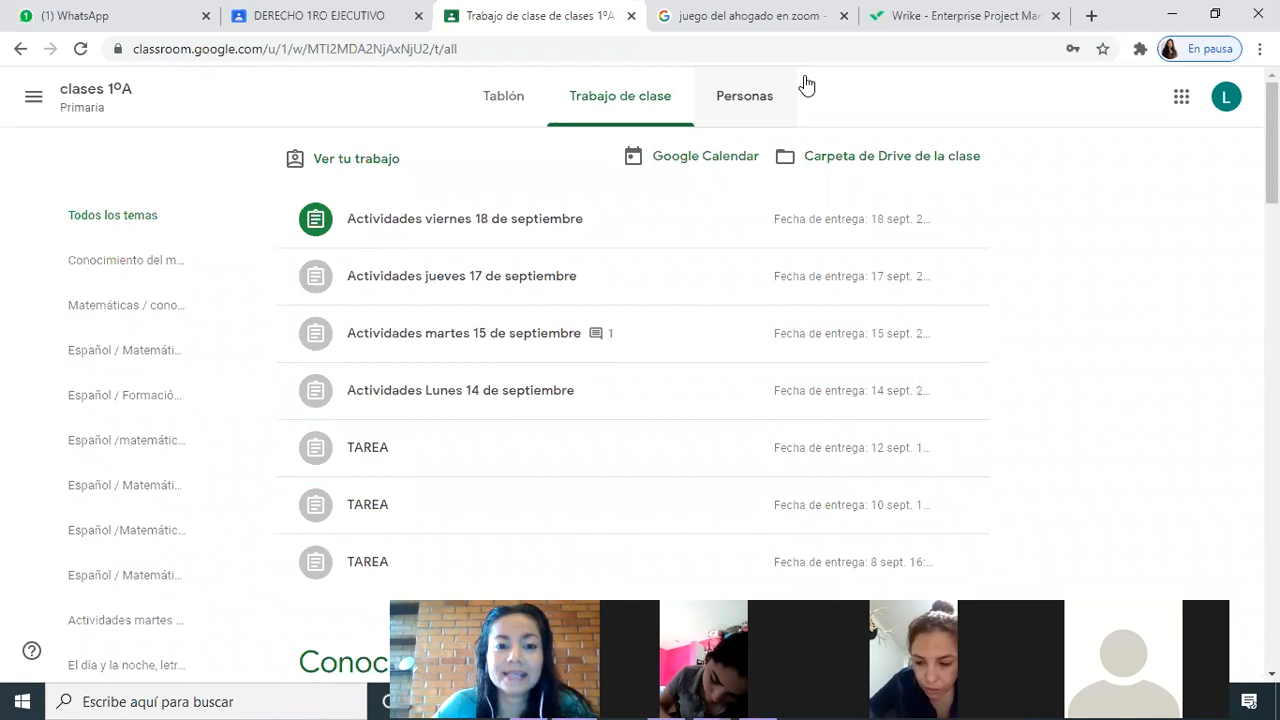 (1) WhatsApp
DERECHO 1RO EJECUTIVO
Trabajo de clase de clases 1ºA
juego del ahogado en zoom -
Wrike - Enterprise Project Mar
classroom.google.com/u/1/w/MTI2MDA2NjAxNjU2/t/all
En pausa
clases 1ºA
Primaria
Tablón
Trabajo de clase
Personas
L
Ver tu trabajo
Google Calendar
Carpeta de Drive de la clase
Todos los temas
Conocimiento del m...
Matemáticas / cono...
Español / Matemáti...
Español / Formació...
Español /matemátic...
Español / Matemáti...
Español /Matemátic...
Español / Matemáti...
Actividades martes ...
El día y la noche, letr...
Actividades viernes 18 de septiembre
Fecha de entrega: 18 sept. 2...
Actividades jueves 17 de septiembre
Fecha de entrega: 17 sept. 2...
Actividades martes 15 de septiembre 1
Fecha de entrega: 15 sept. 2...
Actividades Lunes 14 de septiembre
Fecha de entrega: 14 sept. 2...
TAREA
Fecha de entrega: 12 sept. 1...
TAREA
Fecha de entrega: 10 sept. 1...
TAREA
Fecha de entrega: 8 sept. 16:...
Conoc
Escribe aquí para buscar